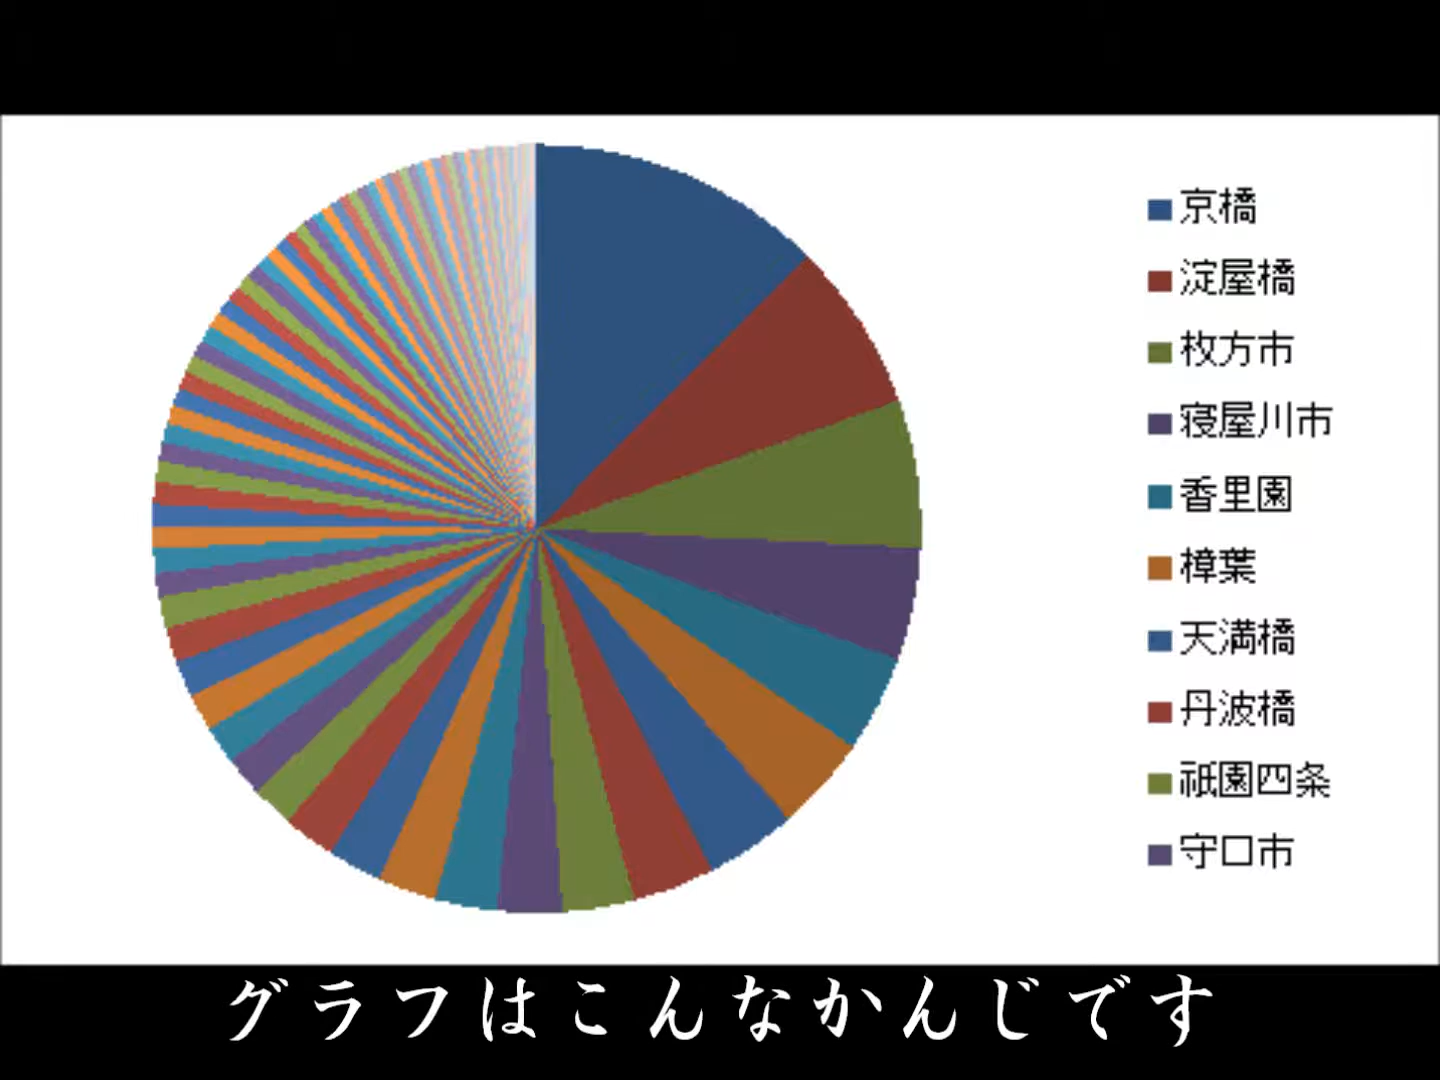 京橋
淀屋橋
枚方市
寝屋川市
香里園
樟葉
天満橋
丹波橋
祇園四条
守口市
グラフはこんなかんじです